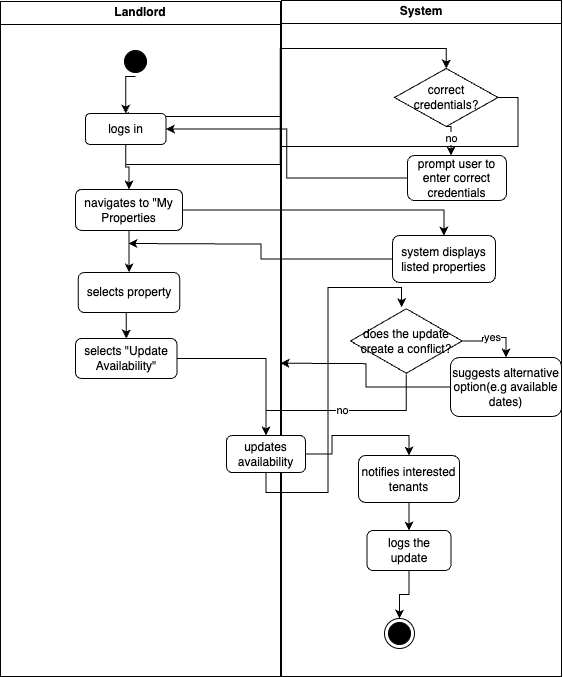 Landlord
System
correct
credentials?
logs in
no
prompt user to
enter correct
credentials
navigates to "My
Properties
system displays
listed properties
selects property
does the update
create a conflict?
yes
selects "Update
Availability"
suggests alternative
option(e.g available
dates)
no
updates
availability
notifies interested
tenants
logs the
update